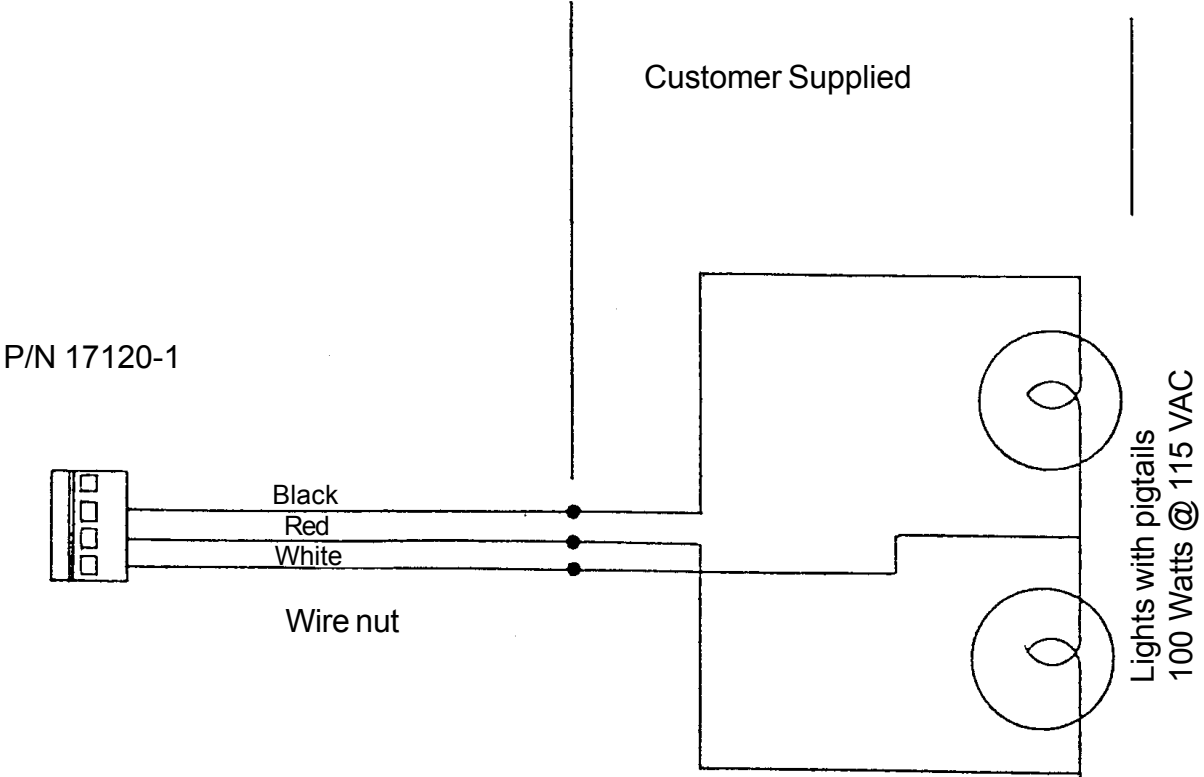 Customer Supplied
P/N 17120-1
Black
Red
White
Wire nut
Lights with pigtails
100 Watts @ 115 VAC